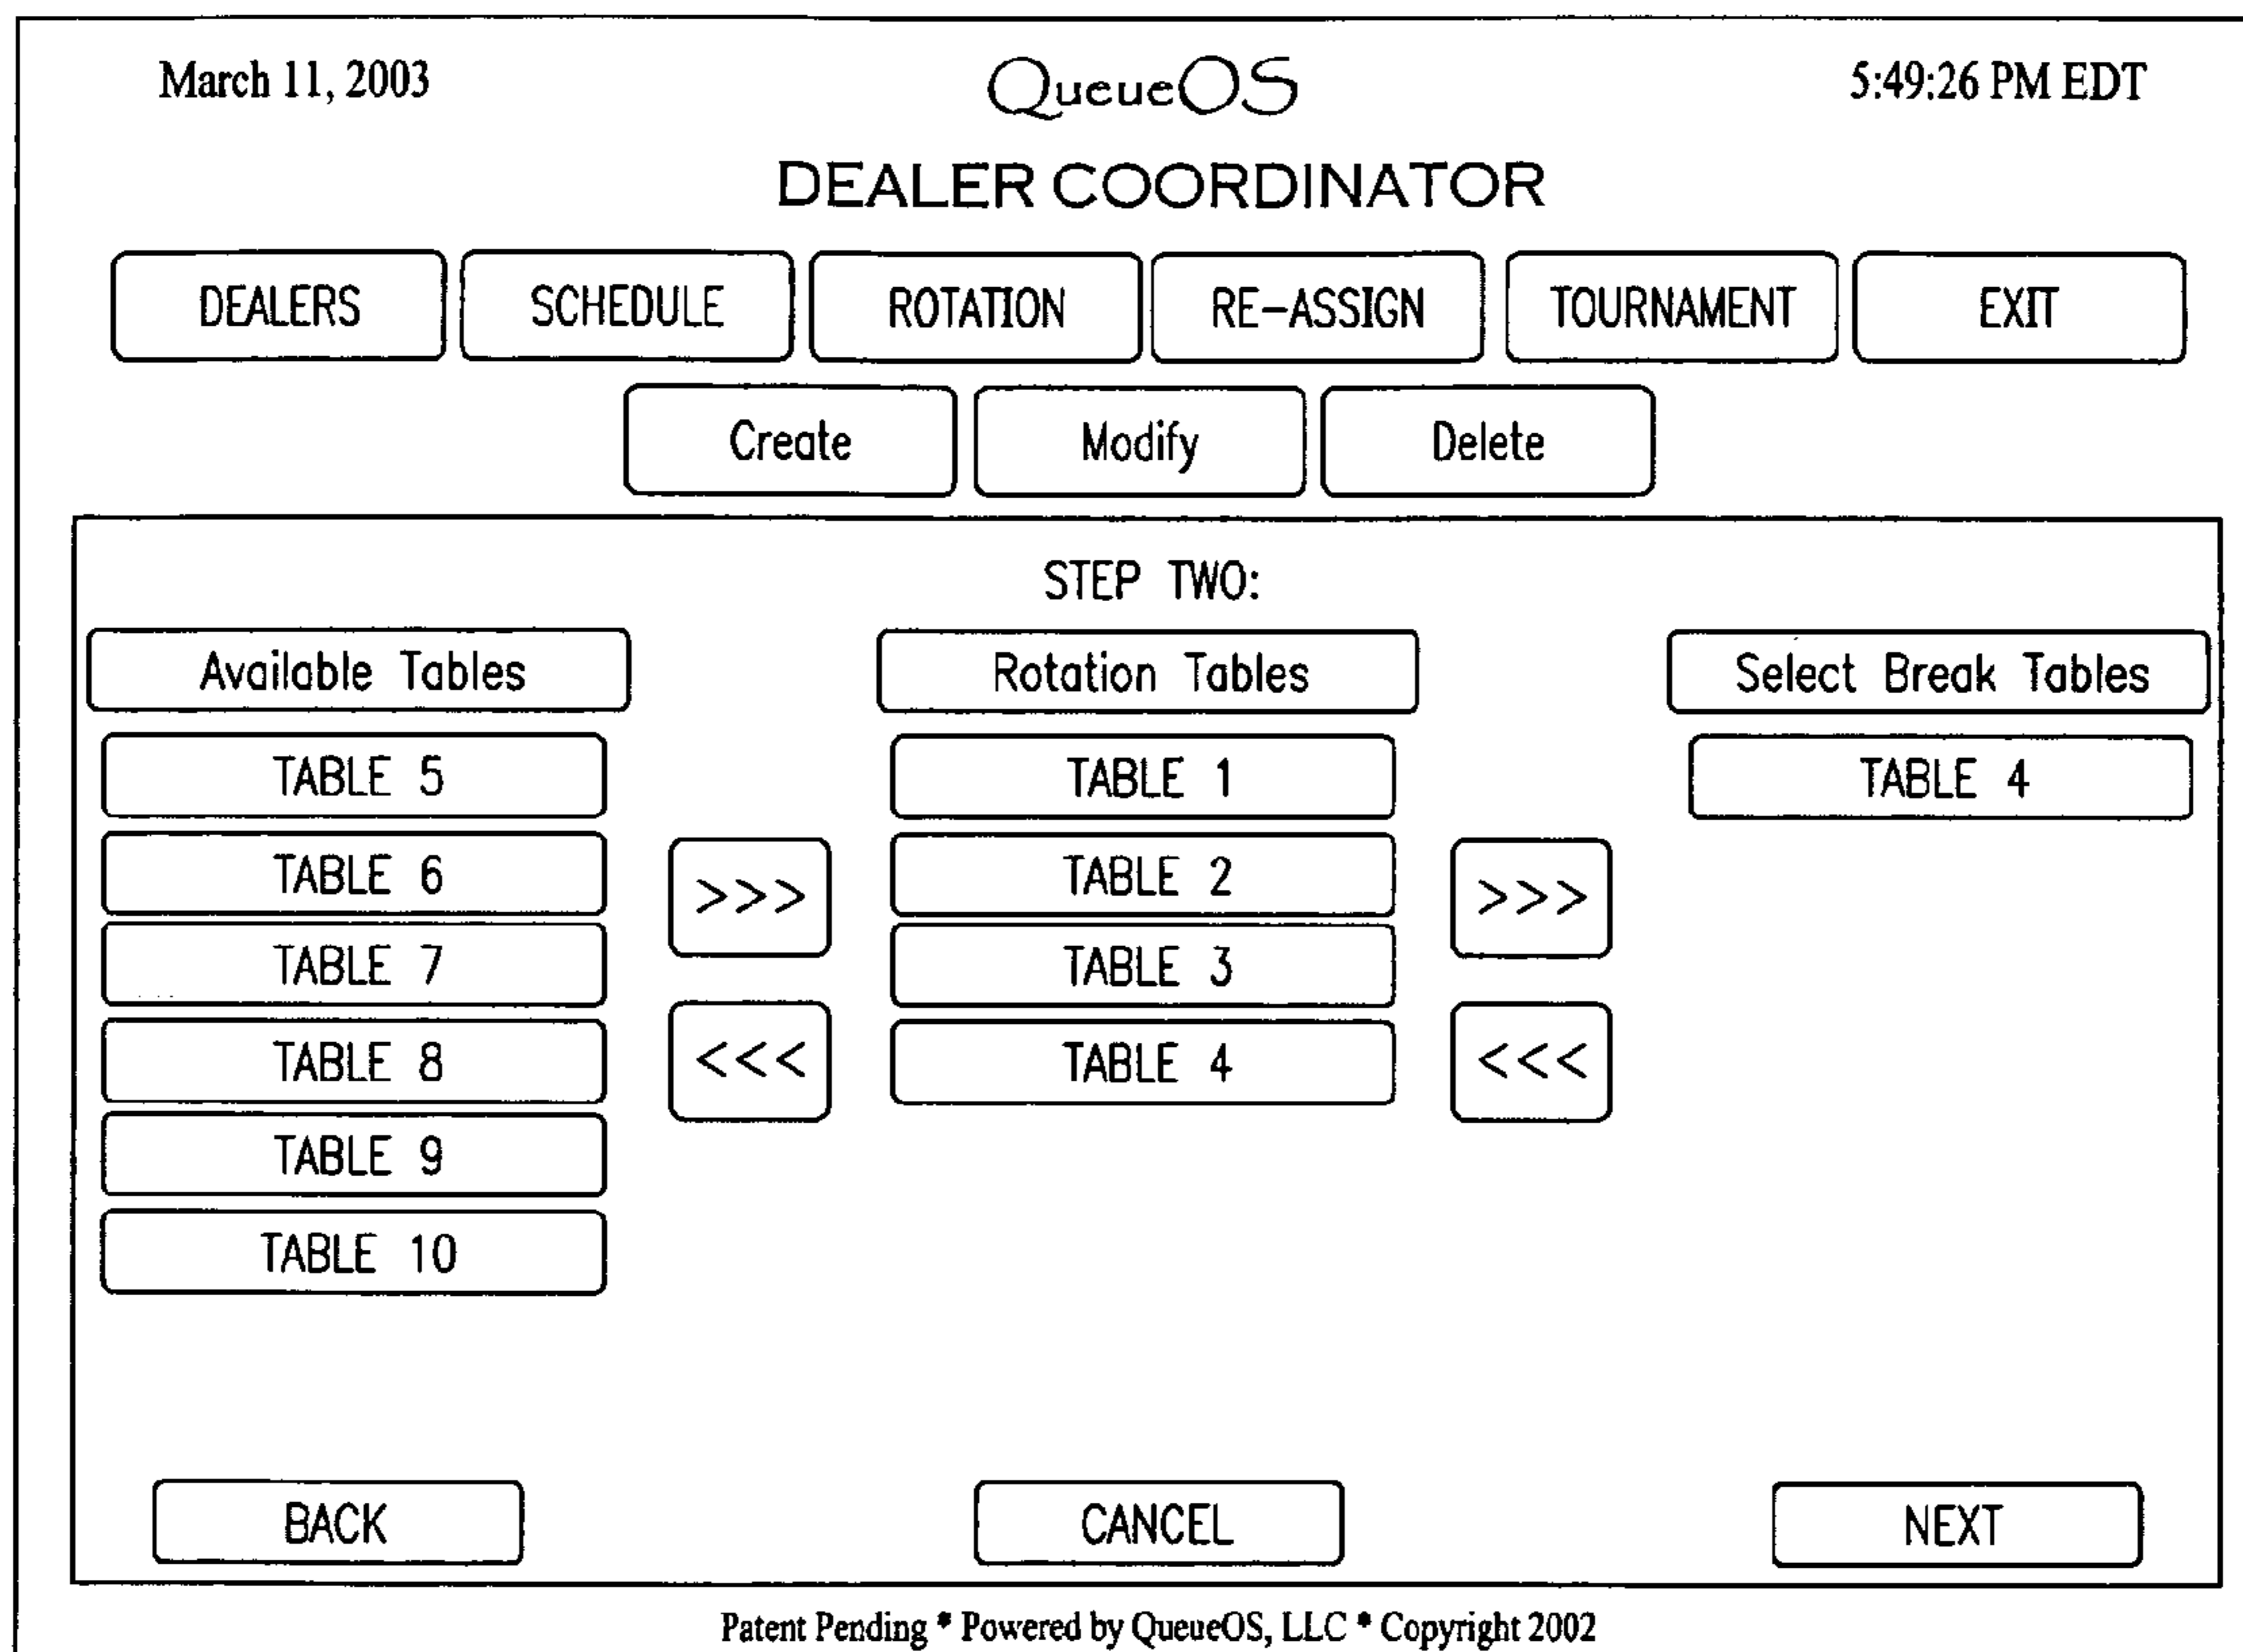 March 11, 2003 QueueOS 5:49:26 PM EDT
DEALER COORDINATOR
DEALERS SCHEDULE ROTATION RE-ASSIGN TOURNAMENT EXIT
Create Modify Delete
STEP TWO:
Available Tables Rotation Tables Select Break Tables
TABLE 5 TABLE 1 TABLE 4
TABLE 6 >>> TABLE 2 >>>
TABLE 7 TABLE 3
TABLE 8 <<< TABLE 4 <<<
TABLE 9
TABLE 10
BACK CANCEL NEXT
Patent Pending * Powered by QueueOS, LLC * Copyright 2002